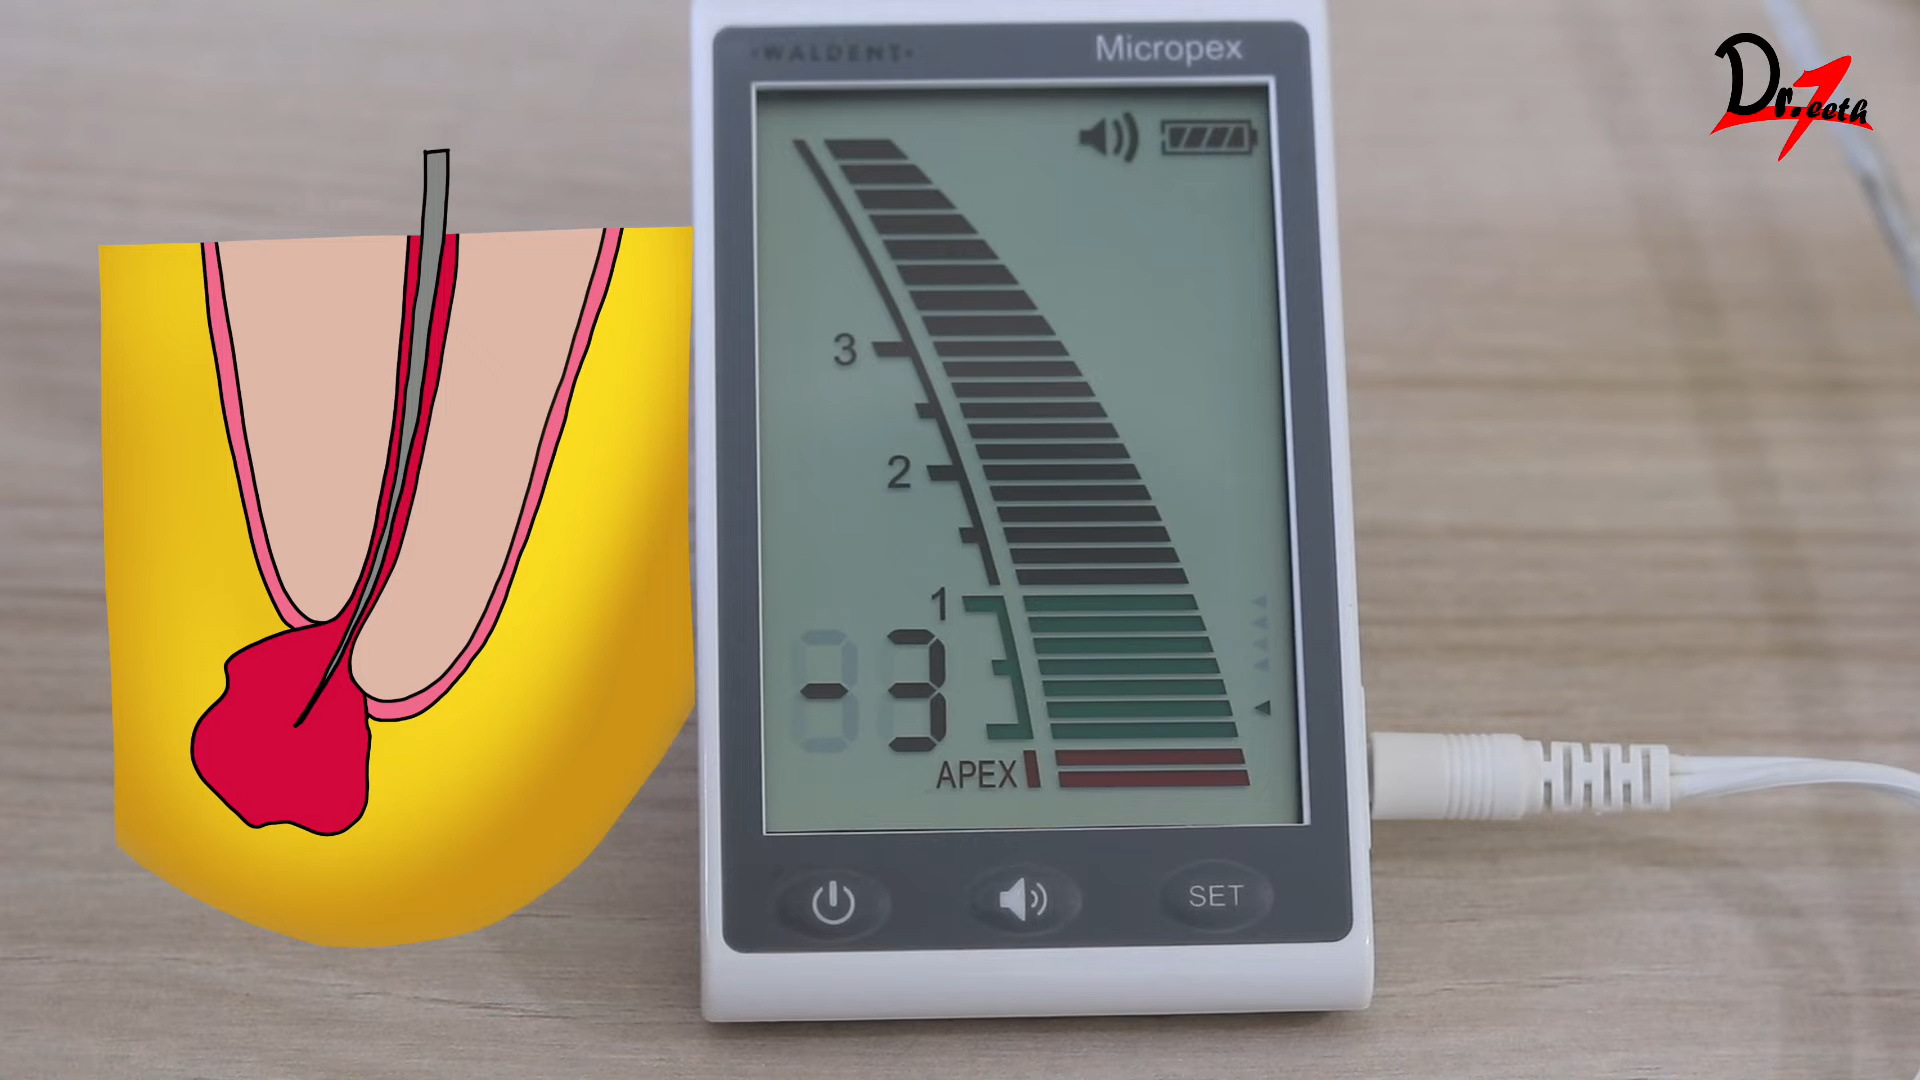 WALDENT
Micropex
Dr. Teeth
3
2
1
-3
APEX
SET